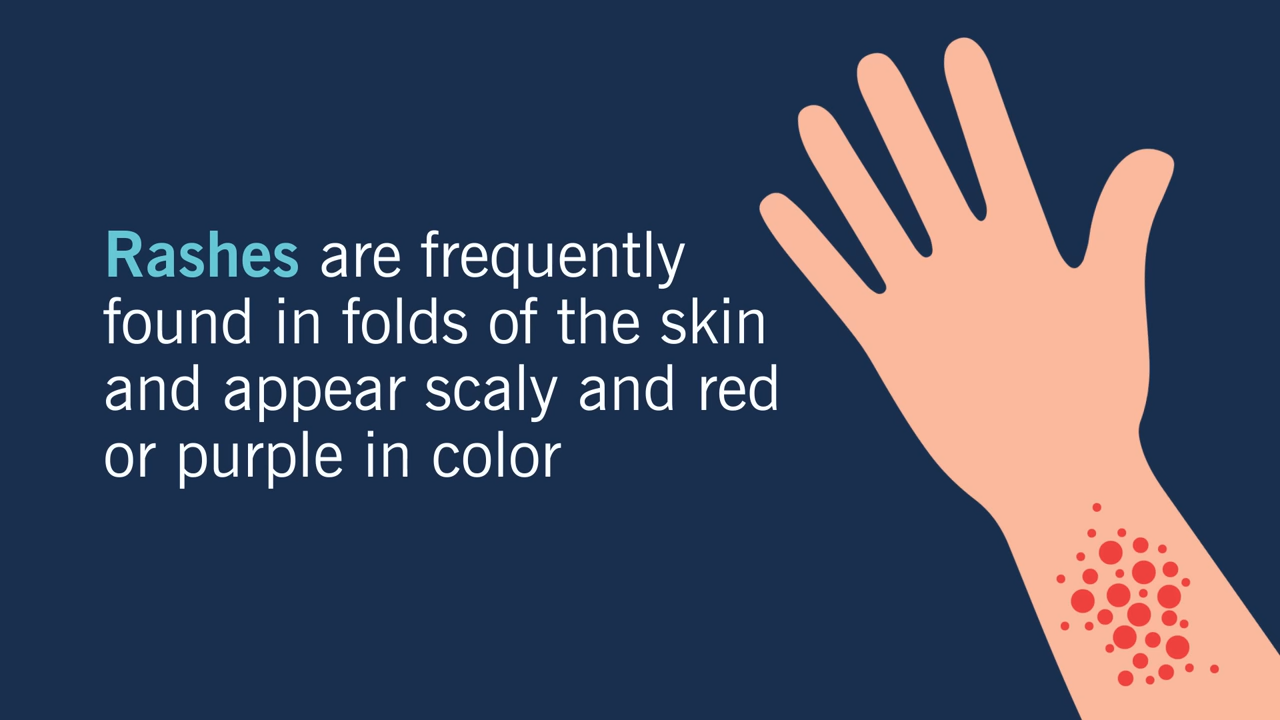 Rashes are frequently
found in folds of the skin
and appear scaly and red
or purple in color